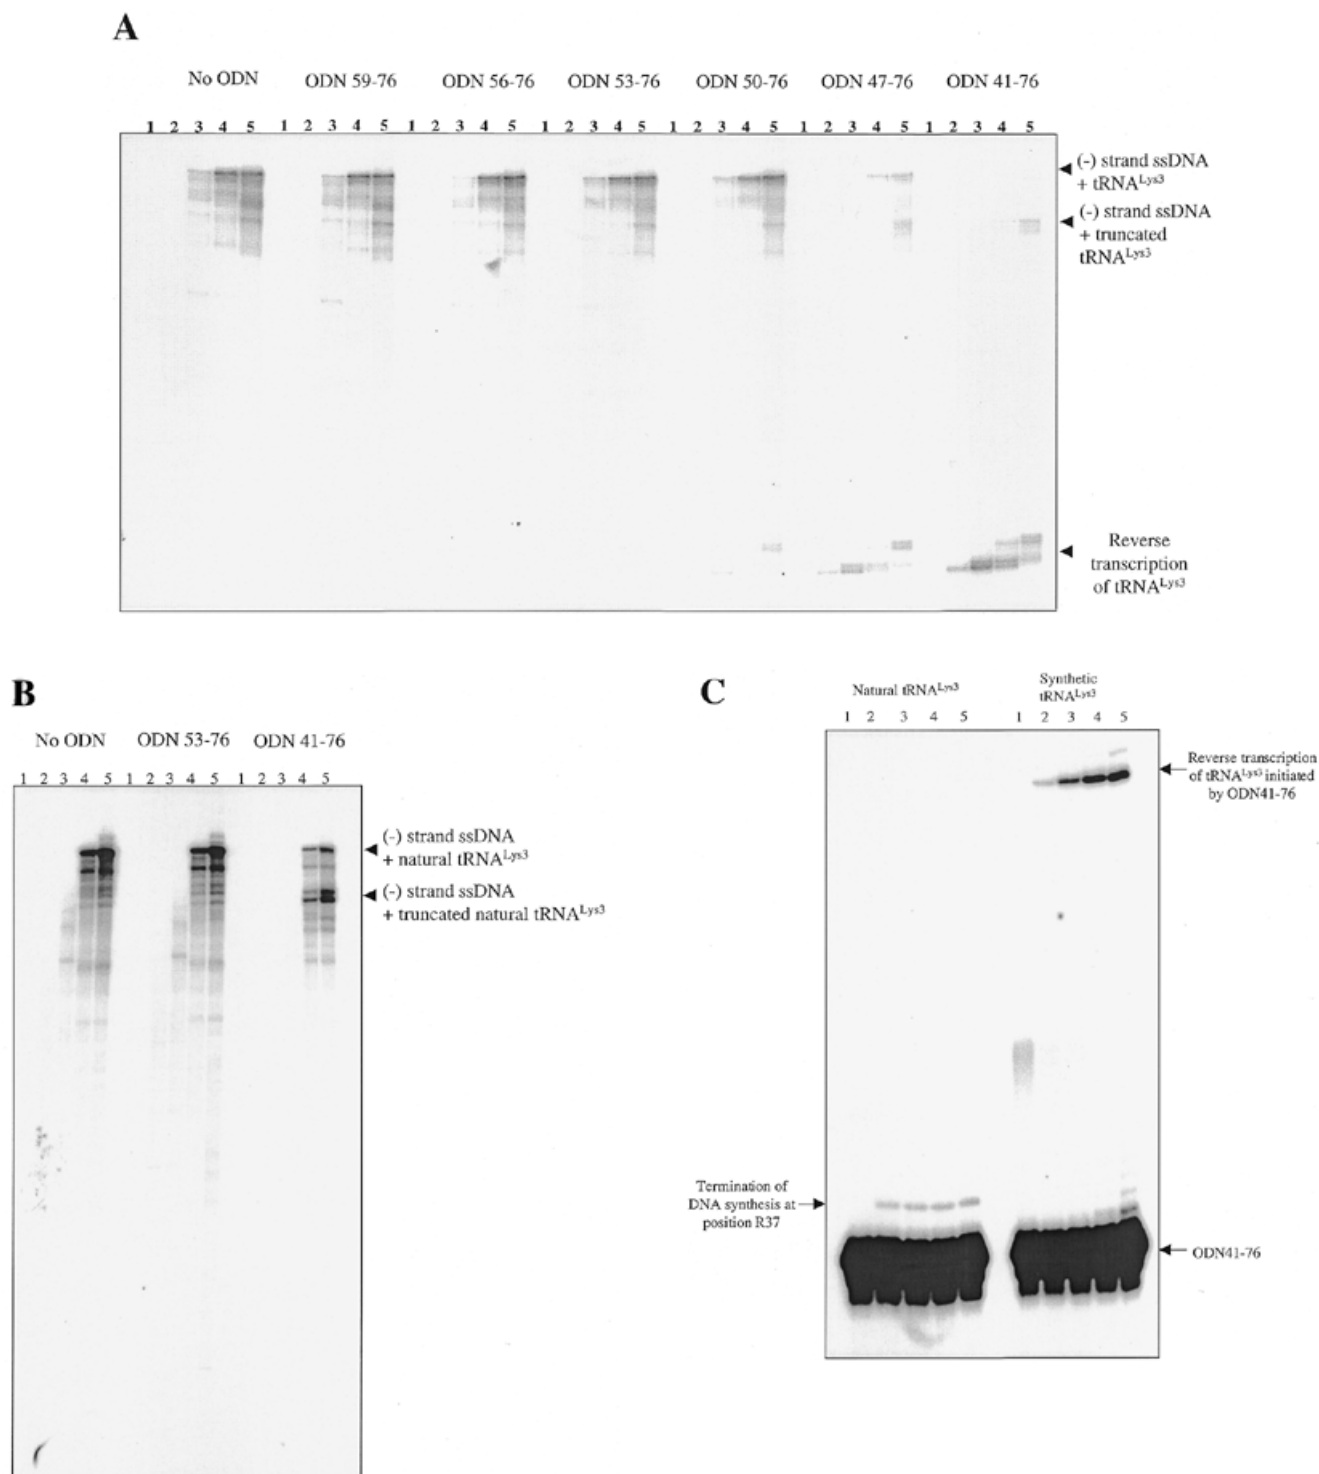 A
No ODN ODN 59-76 ODN 56-76 ODN 53-76 ODN 50-76 ODN 47-76 ODN 41-76
1 2 3 4 5 1 2 3 4 5 1 2 3 4 5 1 2 3 4 5 1 2 3 4 5 1 2 3 4 5 1 2 3 4 5
(-) strand ssDNA
+ tRNALys3
(-) strand ssDNA
+ truncated
tRNALys3
Reverse
transcription
of tRNALys3
B
No ODN ODN 53-76 ODN 41-76
1 2 3 4 5 1 2 3 4 5 1 2 3 4 5
(-) strand ssDNA
+ natural tRNALys3
(-) strand ssDNA
+ truncated natural tRNALys3
C
Natural tRNALys3
Synthetic
tRNALys3
1 2 3 4 5 1 2 3 4 5
Reverse transcription
of tRNALys3 initiated
by ODN41-76
Termination of
DNA synthesis at
position R37
ODN41-76